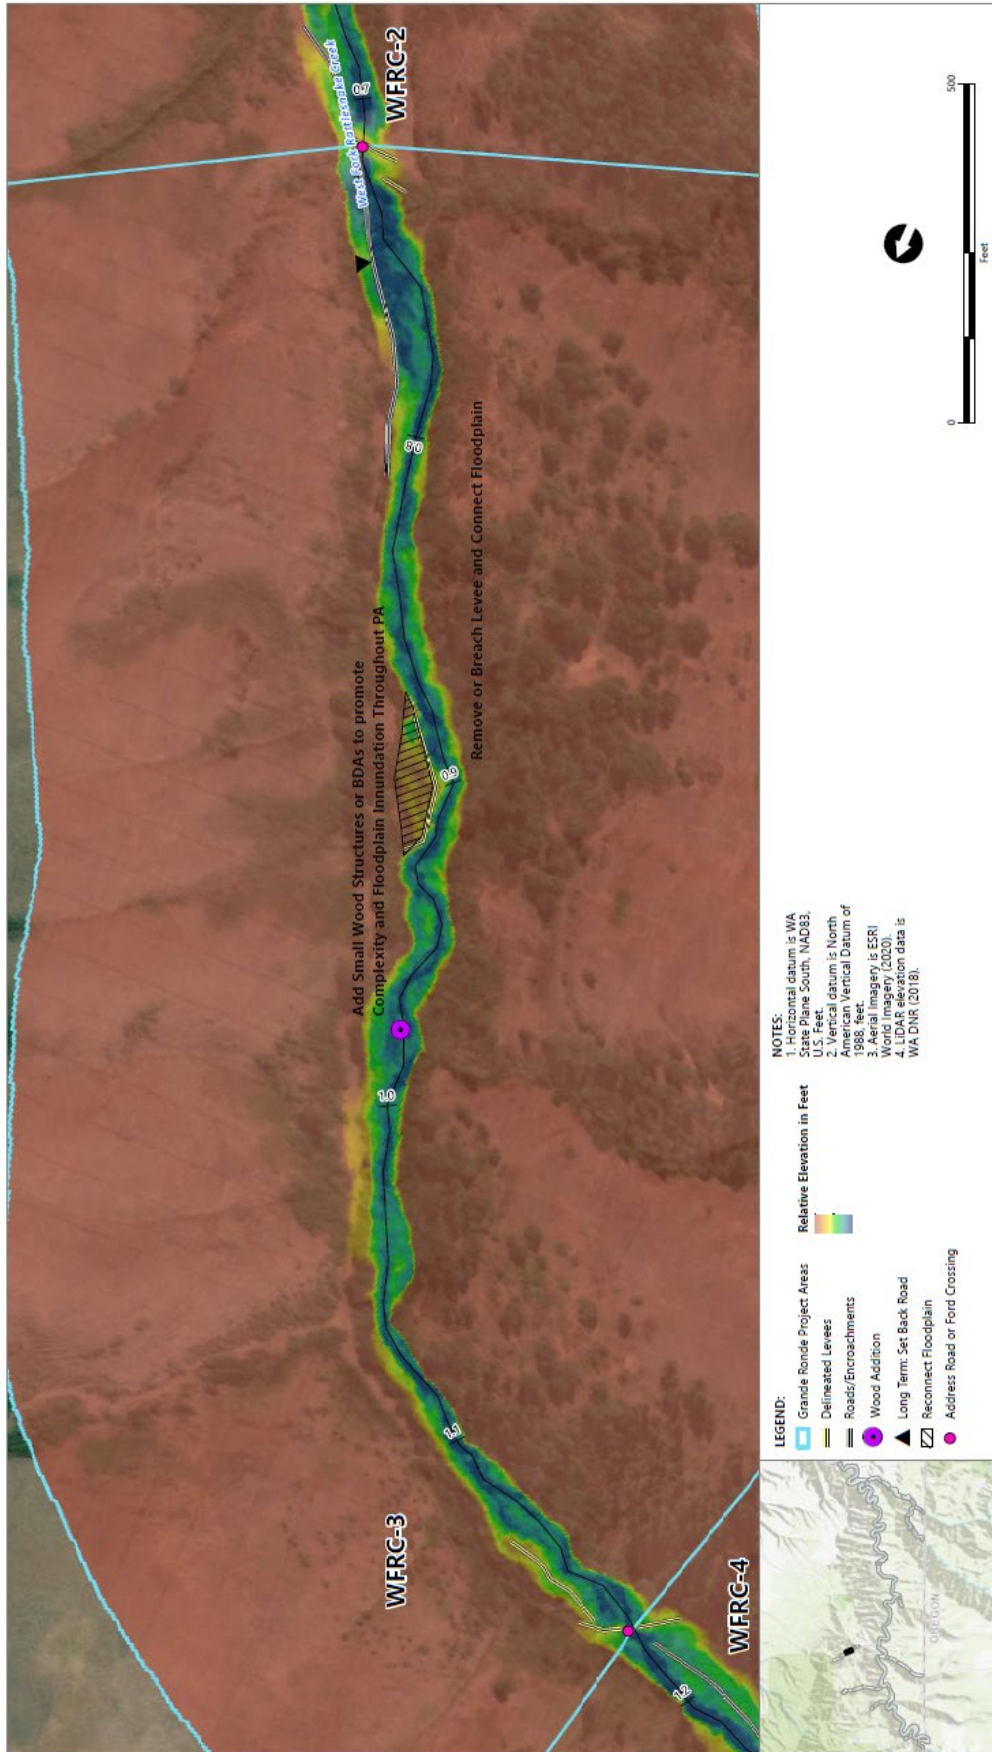 WFRC-3
WFRC-4
WFRC-2
West Fork Rattlesnake Creek
Add Small Wood Structures or BDAs to promote
Complexity and Floodplain Innundation Throughout PA
Remove or Breach Levee and Connect Floodplain
1.2
1.1
1.0
0.9
0.8
0.7
LEGEND:
Grande Ronde Project Areas
Delineated Levees
Roads/Encroachments
Wood Addition
Long Term: Set Back Road
Reconnect Floodplain
Address Road or Ford Crossing
Relative Elevation in Feet
NOTES:
1. Horizontal datum is WA
State Plane South, NAD83,
U.S. Feet.
2. Vertical datum is North
American Vertical Datum of
1988, feet.
3. Aerial Imagery is ESRI
World Imagery (2020).
4. LiDAR elevation data is
WA DNR (2018).
0
500
Feet
OREGON